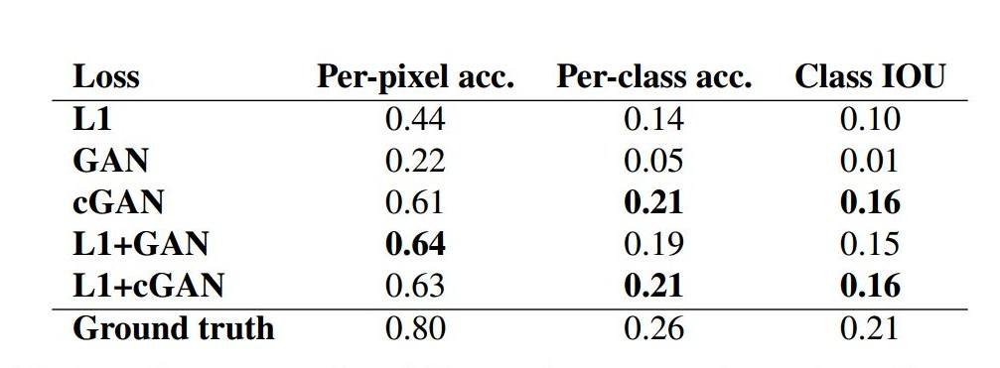 Loss Per-pixel acc. Per-class acc. Class IOU
L1 0.44 0.14 0.10
GAN 0.22 0.05 0.01
cGAN 0.61 0.21 0.16
L1+GAN 0.64 0.19 0.15
L1+cGAN 0.63 0.21 0.16
Ground truth 0.80 0.26 0.21